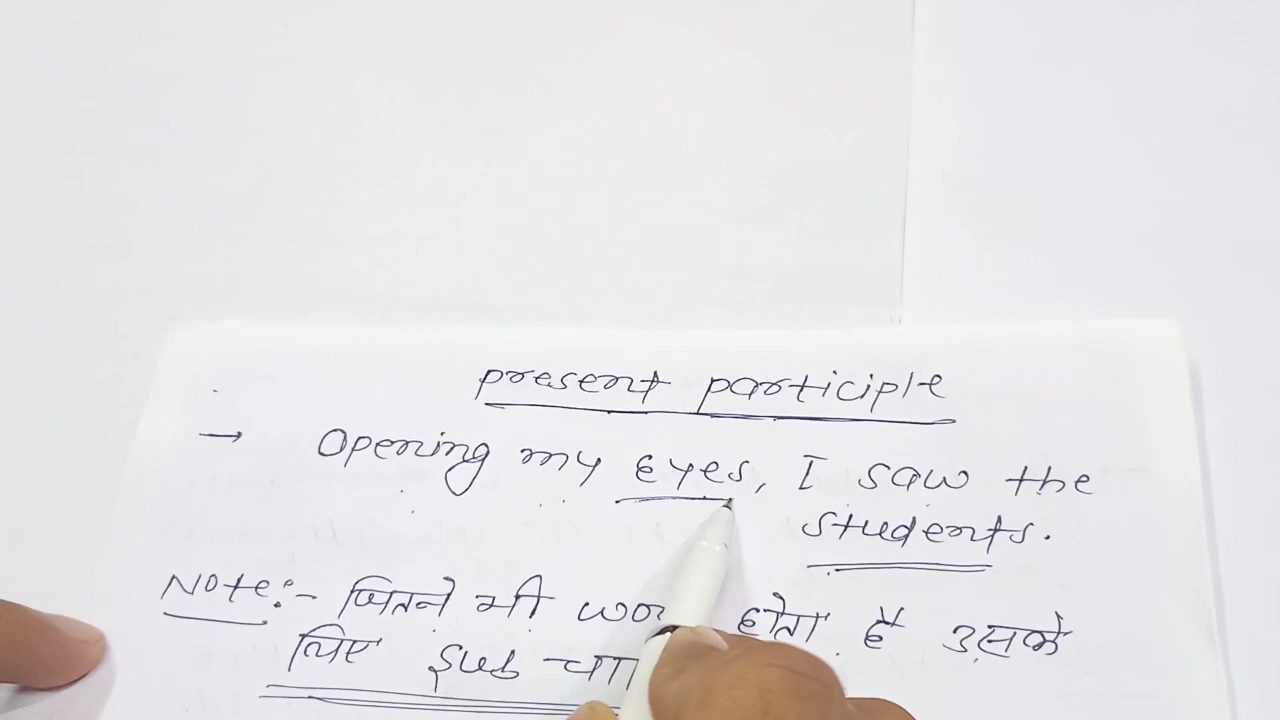 present participle
→ Opening my eyes, I saw the
students.
Note:- जितने भी होता है उसके
लिए sub